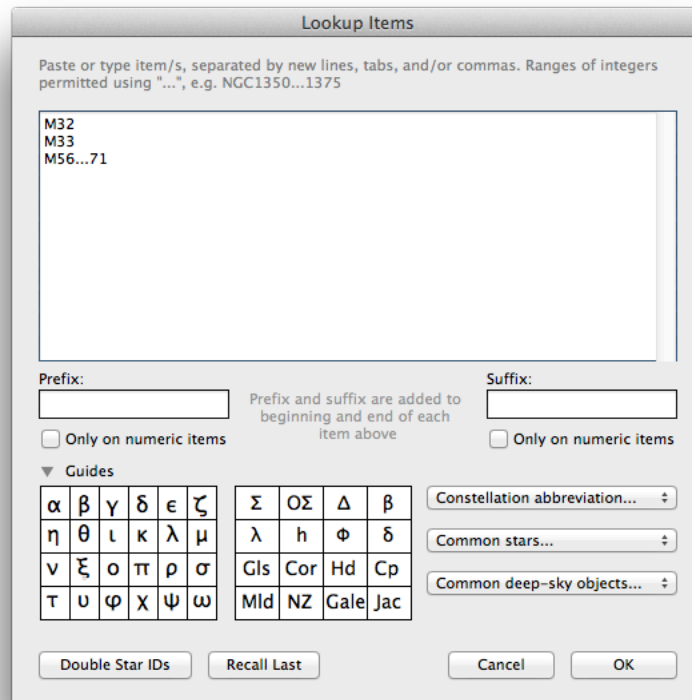 Lookup Items
Paste or type item/s, separated by new lines, tabs, and/or commas. Ranges of integers
permitted using "...", e.g. NGC1350...1375
M32
M33
M56...71
Prefix:
Suffix:
Prefix and suffix are added to
beginning and end of each
item above
Only on numeric items
Only on numeric items
Guides
α β γ δ ϵ ζ
η θ ι κ λ μ
ν ξ ο π ρ σ
τ υ φ χ ψ ω
Σ ΟΣ Δ β
λ h Φ δ
Gls Cor Hd Cp
Mld NZ Gale Jac
Constellation abbreviation...
Common stars...
Common deep-sky objects...
Double Star IDs
Recall Last
Cancel
OK